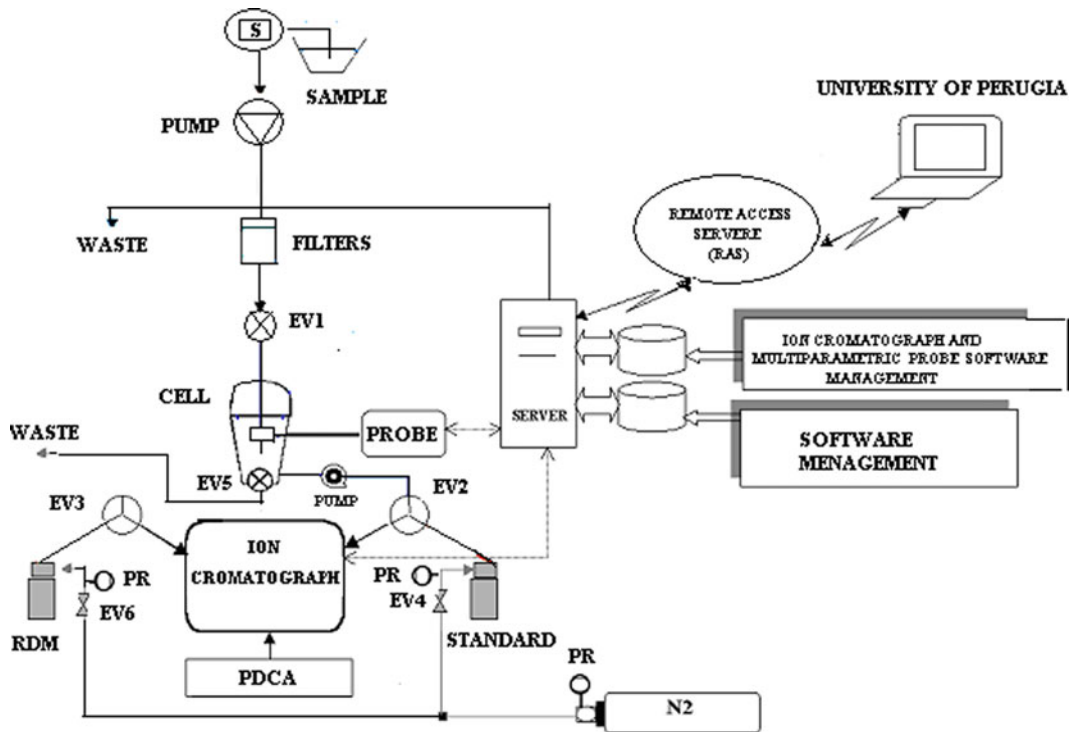 S
SAMPLE
UNIVERSITY OF PERUGIA
PUMP
REMOTE ACCESS
SERVERE
(RAS)
WASTE
FILTERS
EV1
ION CROMATOGRAPH AND
MULTIPARAMETRIC PROBE SOFTWARE
MANAGEMENT
CELL
SERVER
PROBE
WASTE
SOFTWARE
MENAGEMENT
EV5
PUMP
EV2
EV3
ION
CROMATOGRAPH
PR
EV6
PR
EV4
RDM
STANDARD
PDCA
PR
N2